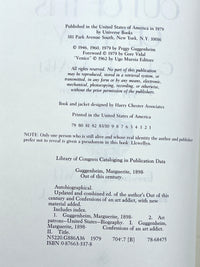 Published in the United States of America in 1979
by Universe Books
381 Park Avenue South, New York, N.Y. 10016
© 1946, 1960, 1979 by Peggy Guggenheim
Foreword © 1979 by Gore Vidal
"Venice" © 1962 by Ugo Mursia Editore
All rights reserved. No part of this publication
may be reproduced, stored in a retrieval system, or
transmitted, in any form or by any means, electronic,
mechanical, photocopying, recording, or otherwise,
without the prior permission of the publishers.
Book and jacket designed by Harry Chester Associates
Printed in the United States of America
79 80 81 82 83/10 9 8 7 6 5 4 3 2 1
NOTE: Only one person who is still alive and whose real identity the author and publisher
prefer not to reveal is given a pseudonym in this book: Llewellyn.
Library of Congress Cataloging in Publication Data
Guggenheim, Marguerite, 1898-
Out of this century.
Autobiographical.
Updated and combined ed. of the author's Out of this
century and Confessions of an art addict, with new
material added.
Includes index.
1. Guggenheim, Marguerite, 1898- 2. Art
patrons—United States—Biography. I. Guggenheim,
Marguerite, 1898- Confessions of an art addict.
II. Title.
N5220.G886A36 1979 704'.7 [B] 78-68475
ISBN 0-87663-337-8